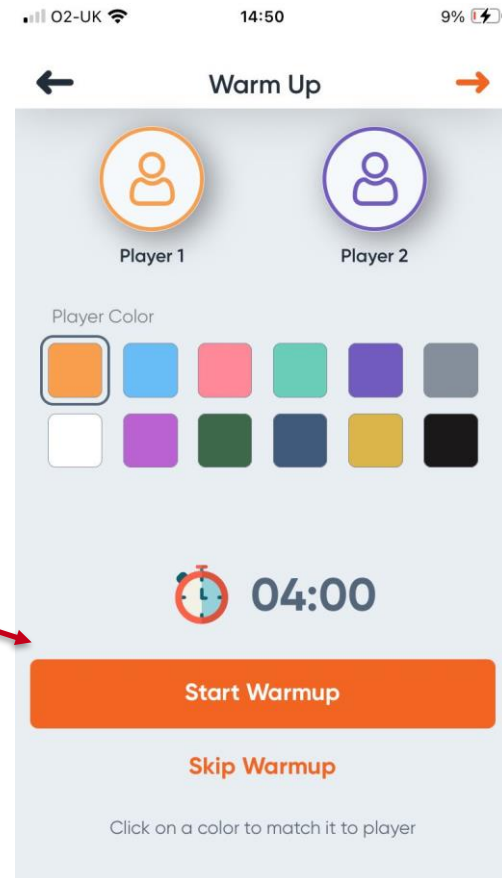 O2-UK 14:50 9%
Warm Up
Player 1 Player 2
Player Color
04:00
Start Warmup
Skip Warmup
Click on a color to match it to player